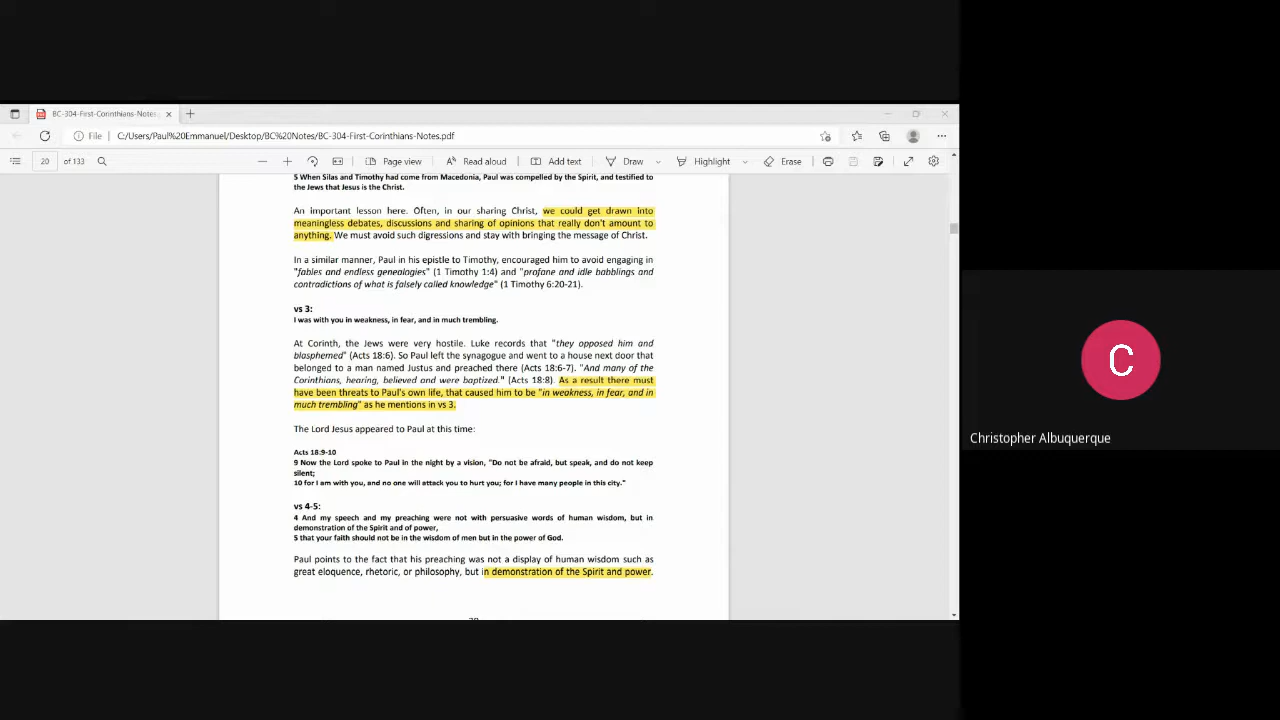 BC-304-First-Corinthians-Notes
File C:/Users/Paul%20Emmanuel/Desktop/BC%20Notes/BC-304-First-Corinthians-Notes.pdf
20 of 133 Page view Read aloud Add text Draw Highlight Erase
5 When Silas and Timothy had come from Macedonia, Paul was compelled by the Spirit, and testified to
the Jews that Jesus is the Christ.
An important lesson here. Often, in our sharing Christ, we could get drawn into
meaningless debates, discussions and sharing of opinions that really don't amount to
anything. We must avoid such digressions and stay with bringing the message of Christ.
In a similar manner, Paul in his epistle to Timothy, encouraged him to avoid engaging in
"fables and endless genealogies" (1 Timothy 1:4) and "profane and idle babblings and
contradictions of what is falsely called knowledge" (1 Timothy 6:20-21).
vs 3:
I was with you in weakness, in fear, and in much trembling.
At Corinth, the Jews were very hostile. Luke records that "they opposed him and
blasphemed" (Acts 18:6). So Paul left the synagogue and went to a house next door that
belonged to a man named Justus and preached there (Acts 18:6-7). "And many of the
Corinthians, hearing, believed and were baptized." (Acts 18:8). As a result there must
have been threats to Paul's own life, that caused him to be "in weakness, in fear, and in
much trembling" as he mentions in vs 3.
The Lord Jesus appeared to Paul at this time:
Acts 18:9-10
9 Now the Lord spoke to Paul in the night by a vision, "Do not be afraid, but speak, and do not keep
silent;
10 for I am with you, and no one will attack you to hurt you; for I have many people in this city."
vs 4-5:
4 And my speech and my preaching were not with persuasive words of human wisdom, but in
demonstration of the Spirit and of power,
5 that your faith should not be in the wisdom of men but in the power of God.
Paul points to the fact that his preaching was not a display of human wisdom such as
great eloquence, rhetoric, or philosophy, but in demonstration of the Spirit and power.
C
Christopher Albuquerque